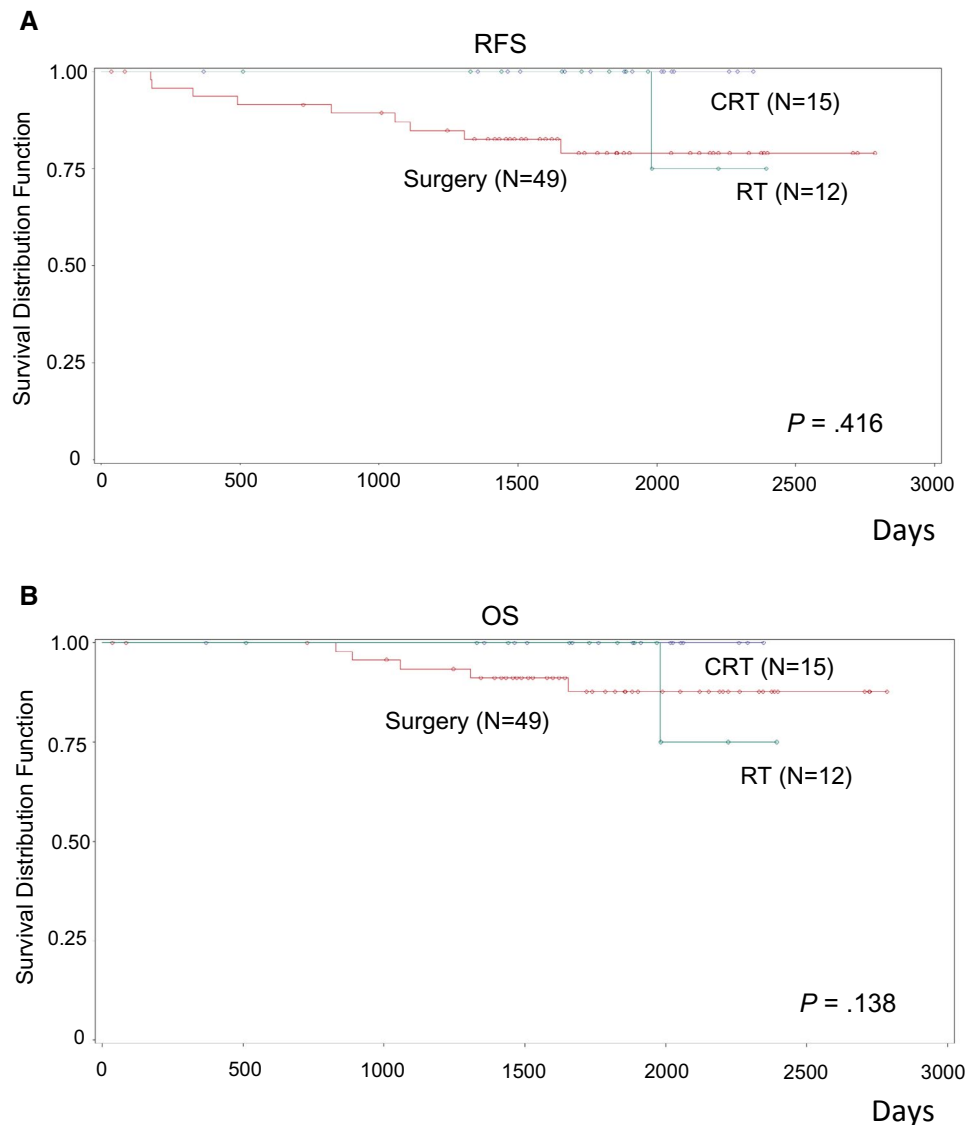 A
RFS
Survival Distribution Function
1.00
0.75
0.50
0.25
0
CRT (N=15)
Surgery (N=49)
RT (N=12)
P = .416
0 500 1000 1500 2000 2500 3000
Days
B
OS
Survival Distribution Function
1.00
0.75
0.50
0.25
0
CRT (N=15)
Surgery (N=49)
RT (N=12)
P = .138
0 500 1000 1500 2000 2500 3000
Days